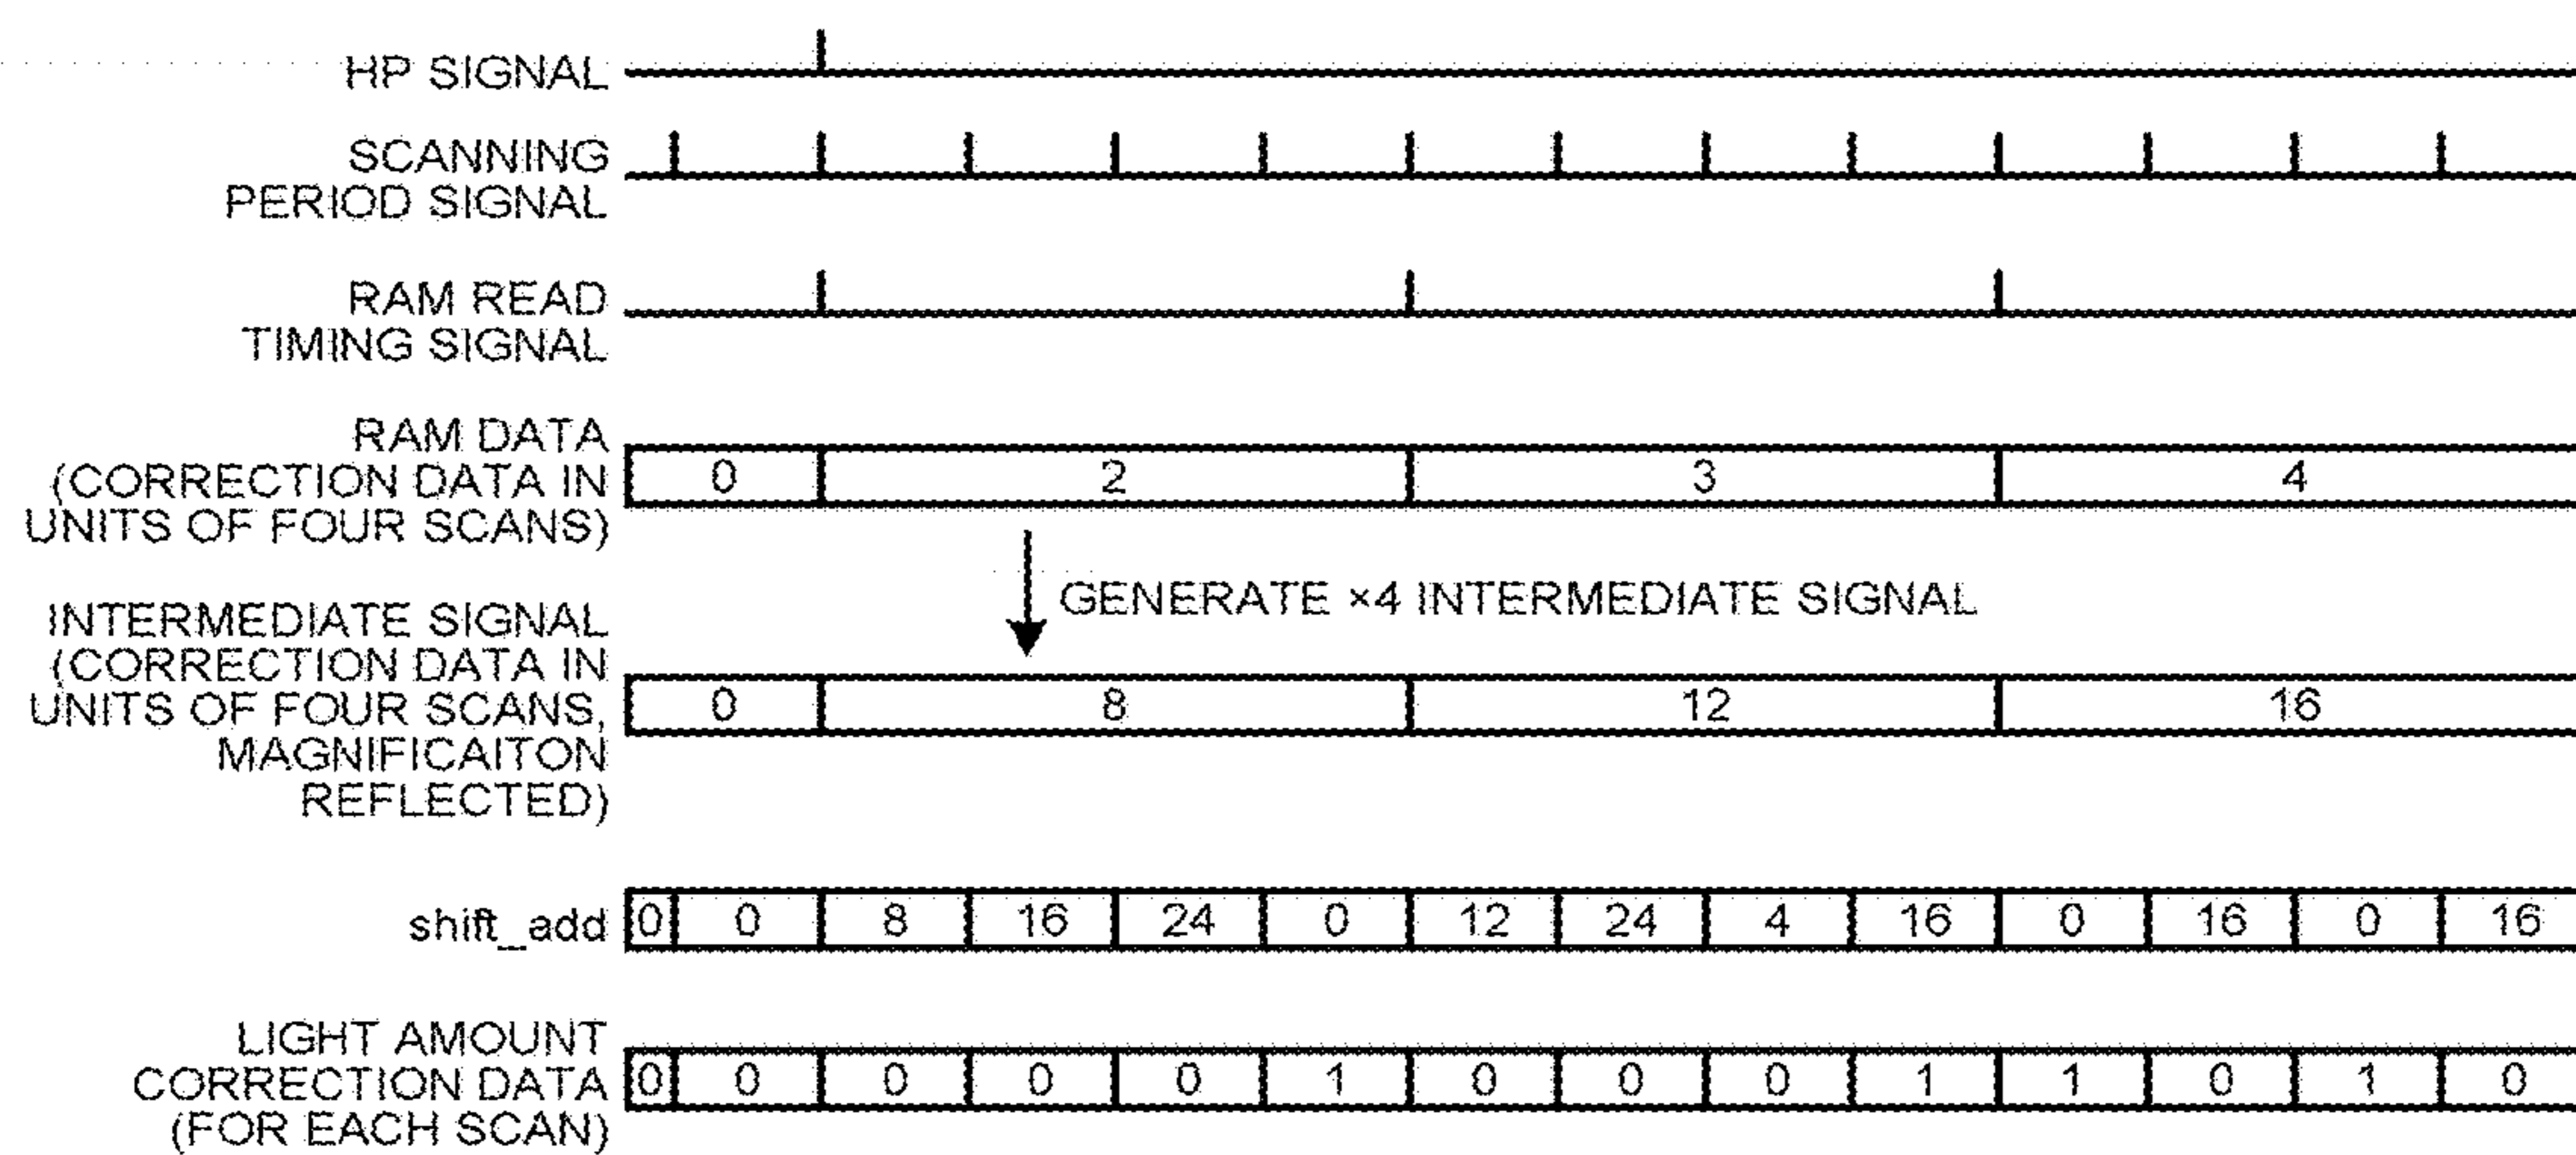 HP SIGNAL
SCANNING
PERIOD SIGNAL
RAM READ
TIMING SIGNAL
RAM DATA
(CORRECTION DATA IN
UNITS OF FOUR SCANS)
0 2 3 4
GENERATE ×4 INTERMEDIATE SIGNAL
INTERMEDIATE SIGNAL
(CORRECTION DATA IN
UNITS OF FOUR SCANS,
MAGNIFICAITON
REFLECTED)
0 8 12 16
shift_add 0 0 8 16 24 0 12 24 4 16 0 16 0 16
LIGHT AMOUNT
CORRECTION DATA
(FOR EACH SCAN)
0 0 0 0 0 1 0 0 0 1 1 0 1 0